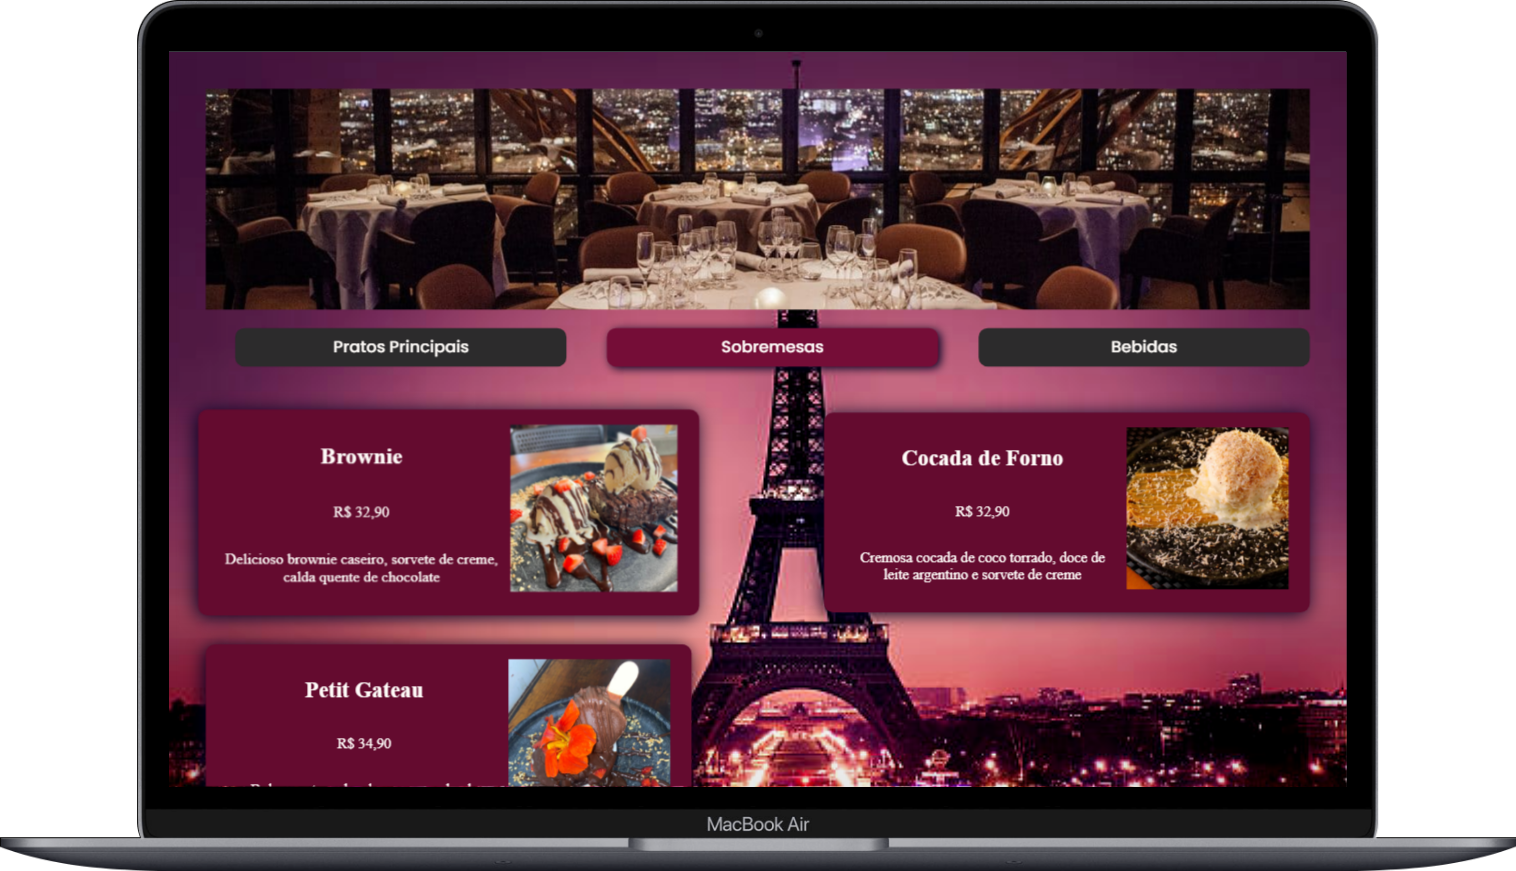 Pratos Principais
Sobremesas
Bebidas
Brownie
R$ 32,90
Delicioso brownie caseiro, sorvete de creme,
calda quente de chocolate
Cocada de Forno
R$ 32,90
Cremosa cocada de coco torrado, doce de
leite argentino e sorvete de creme
Petit Gateau
R$ 34,90
MacBook Air